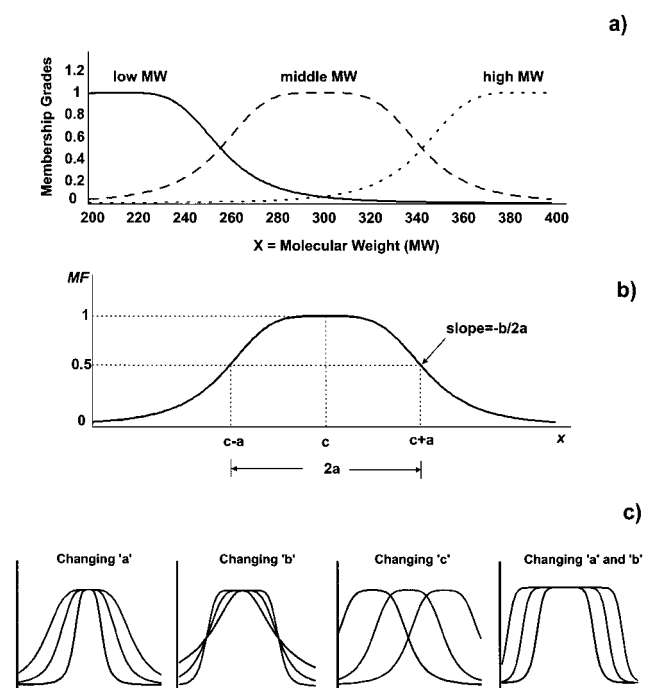 a)
low MW middle MW high MW
Membership Grades
1.2
1
0.8
0.6
0.4
0.2
0
200 220 240 260 280 300 320 340 360 380 400
X = Molecular Weight (MW)
b)
MF
1
slope=-b/2a
0.5
0
c-a c c+a x
2a
c)
Changing 'a' Changing 'b' Changing 'c' Changing 'a' and 'b'